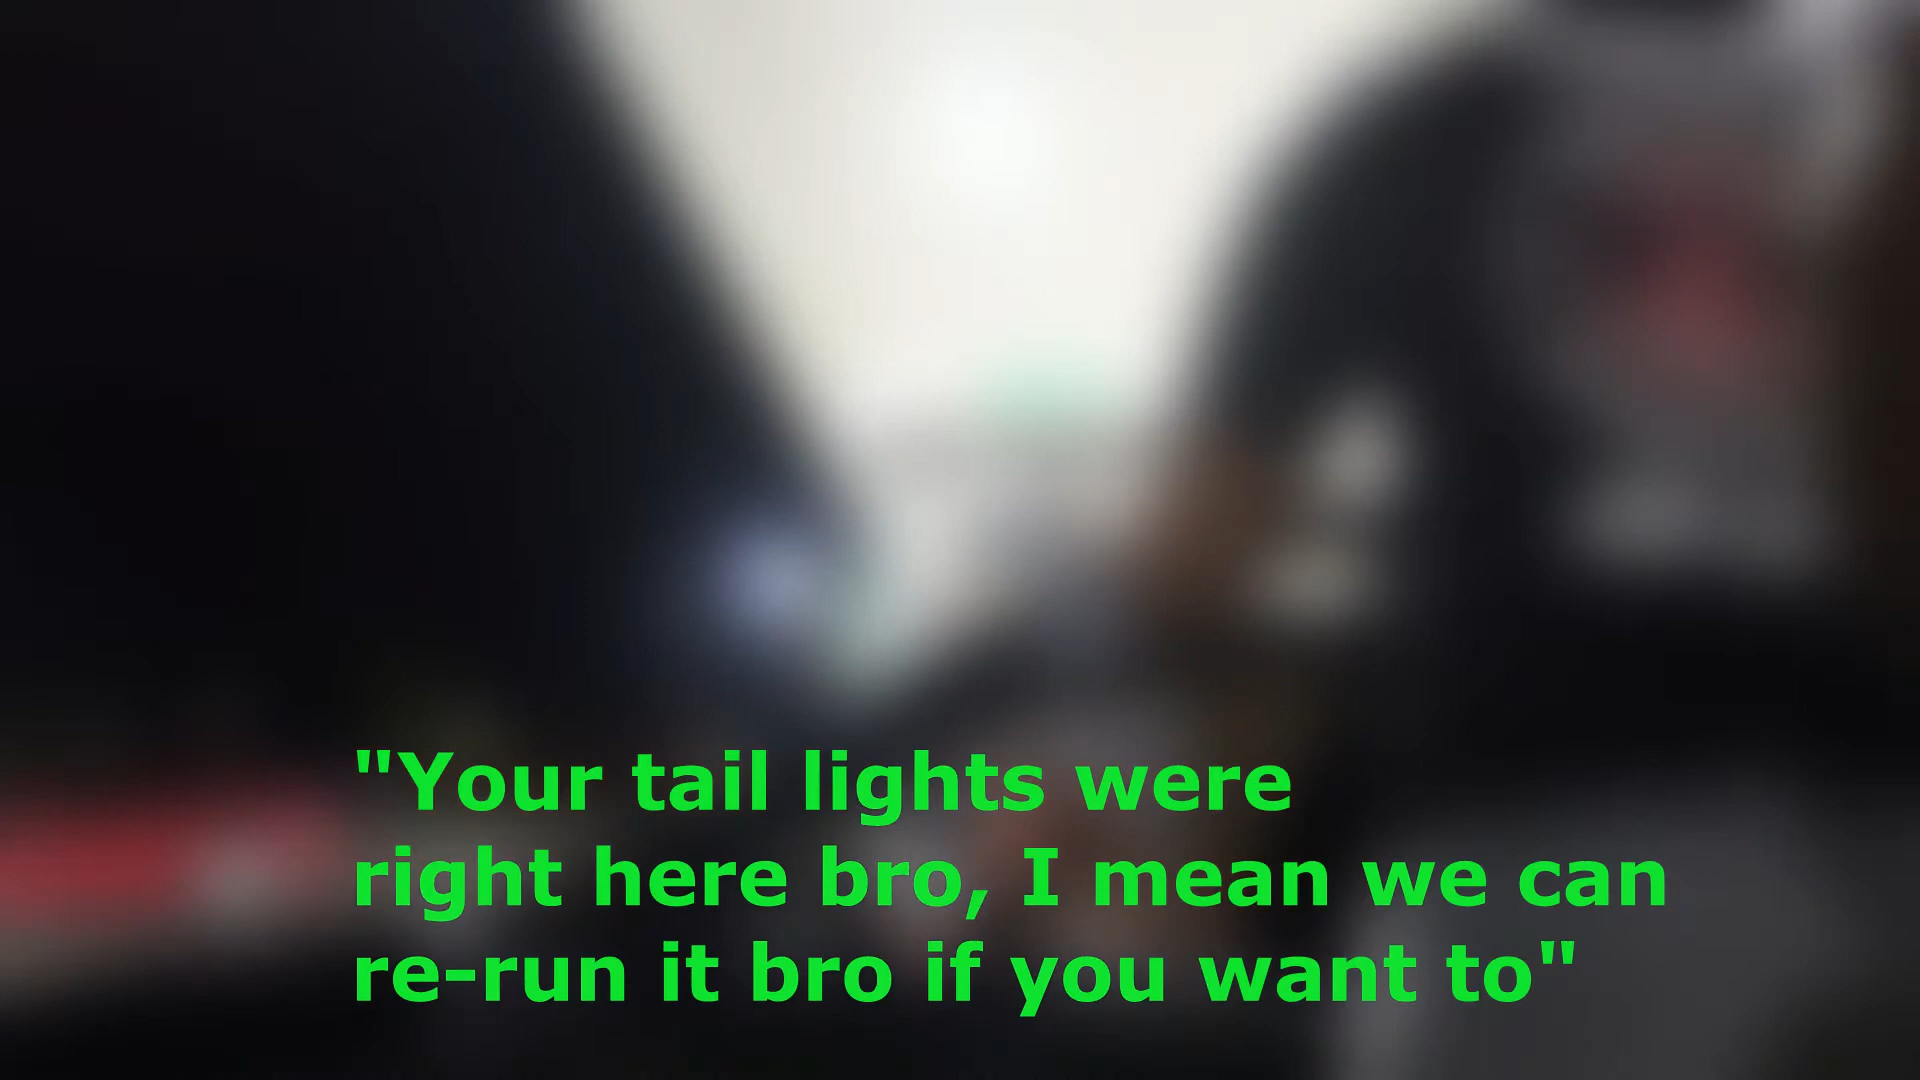 "Your tail lights were
right here bro, I mean we can
re-run it bro if you want to"